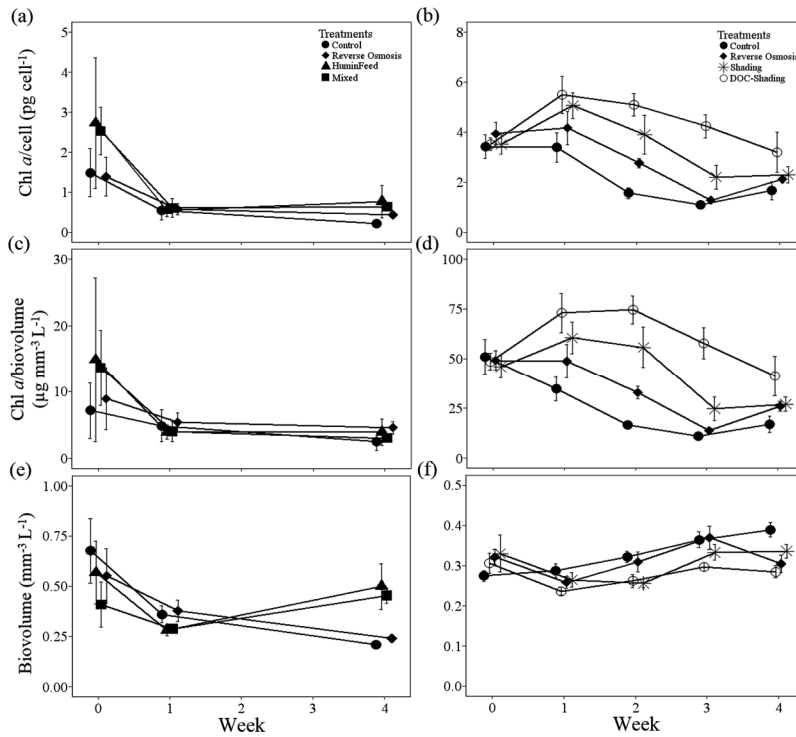 (a)
Treatments
Control
Reverse Osmosis
HuminFeed
Mixed
Chl a/cell (pg cell-1)
5
4
3
2
1
0
(b)
Treatments
Control
Reverse Osmosis
Shading
DOC-Shading
8
6
4
2
0
(c)
Chl a/biovolume
(µg mm-3 L-1)
30
20
10
0
(d)
100
75
50
25
0
(e)
Biovolume (mm-3 L-1)
1.00
0.75
0.50
0.25
0.00
0 1 2 3 4
Week
(f)
0.5
0.4
0.3
0.2
0.1
0.0
0 1 2 3 4
Week